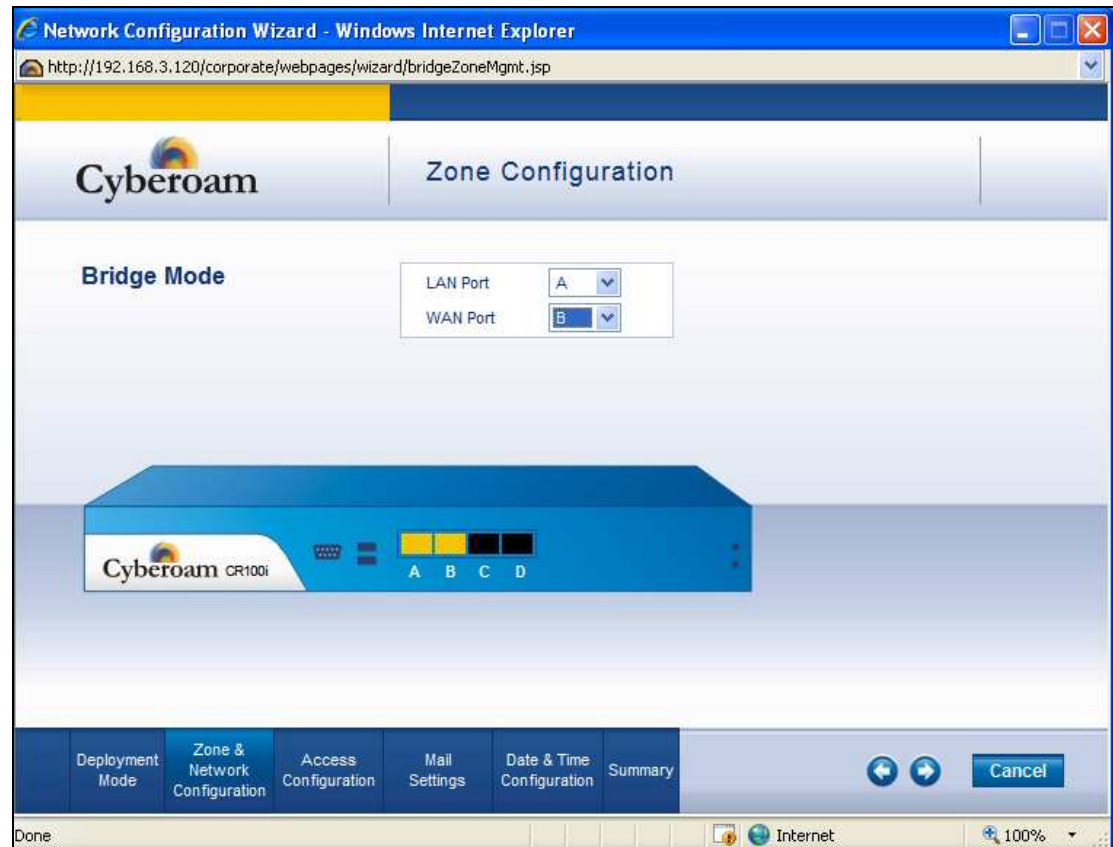 Network Configuration Wizard - Windows Internet Explorer
http://192.168.3.120/corporate/webpages/wizard/bridgeZoneMgmt.jsp
Cyberoam
Zone Configuration
Bridge Mode
LAN Port A
WAN Port B
Cyberoam CR100i
A B C D
Deployment
Mode
Zone &
Network
Configuration
Access
Configuration
Mail
Settings
Date & Time
Configuration
Summary
Cancel
Done
Internet
100%